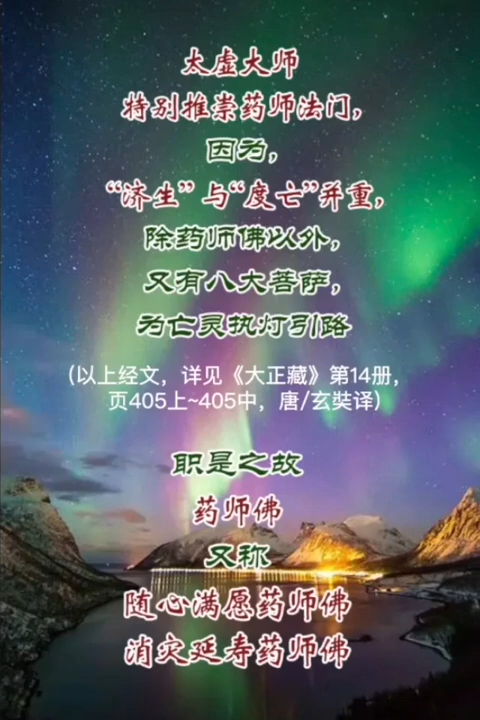 太虚大师
特别推崇药师法门，
因为，
“济生”与“度亡”并重，
除药师佛以外，
又有八大菩萨，
为亡灵执灯引路
（以上经文，详见《大正藏》第14册，
页405上~405中，唐/玄奘译）
职是之故
药师佛
又称
随心满愿药师佛
消灾延寿药师佛